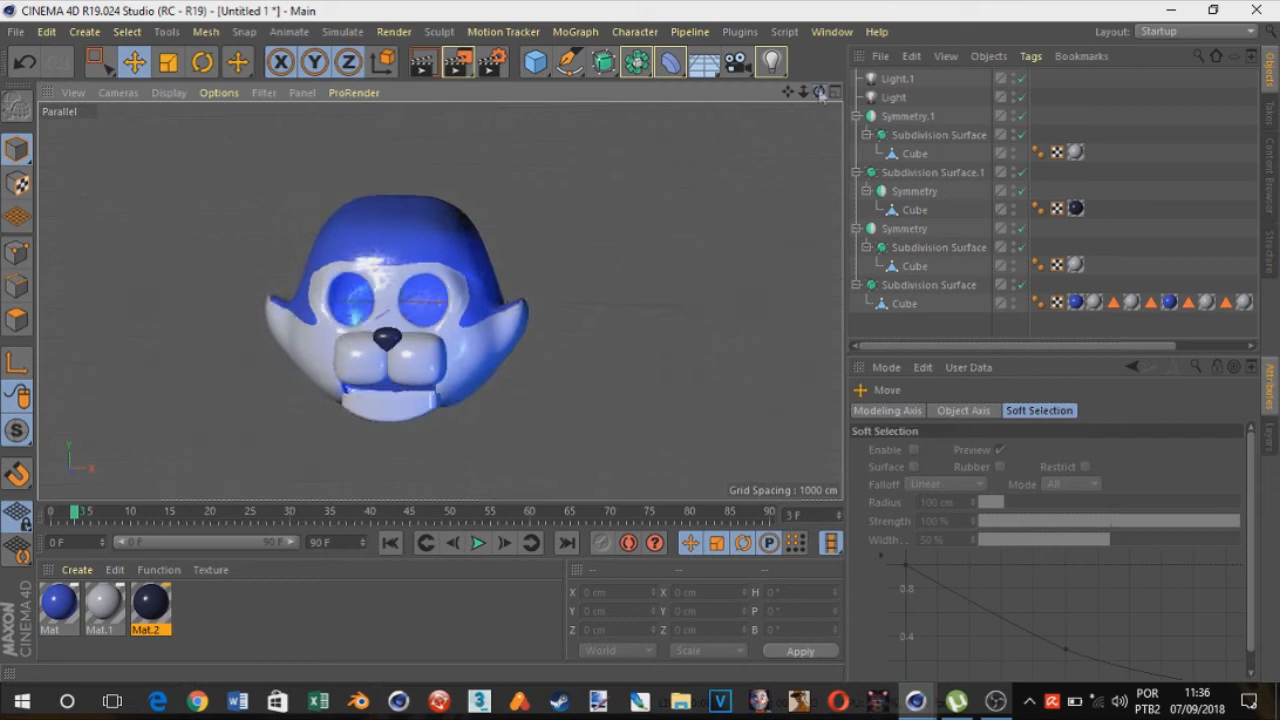 CINEMA 4D R19.024 Studio (RC - R19) - [Untitled 1 *] - Main
File Edit Create Select Tools Mesh Snap Animate Simulate Render Motion Tracker MoGraph Character Pipeline Plugins Script Window Help Layout: Startup
File Edit View Objects Tags Bookmarks
View Cameras Display Options Filter Panel ProRender
Parallel
Light.1
Light
Symmetry.1
Subdivision Surface
Cube
Subdivision Surface.1
Symmetry
Cube
Symmetry
Subdivision Surface
Cube
Subdivision Surface
Cube
Objects
Takes
Content Browser
Structure
Y
X
Grid Spacing : 1000 cm
Mode Edit User Data
Move
Modeling Axis Object Axis Soft Selection
Soft Selection
Enable Preview
Surface Rubber Restrict
Falloff Linear Mode All
Radius 100 cm
Strength 100 %
Width . . 50 %
0.8
0.4
Attributes
Layers
0 5 10 15 20 25 30 35 40 45 50 55 60 65 70 75 80 85 90 3 F
0 F 0 F 90 F 90 F
Create Edit Function Texture
Mat Mat.1 Mat.2
-- -- --
X 0 cm X 0 cm H 0 °
Y 0 cm Y 0 cm P 0 °
Z 0 cm Z 0 cm B 0 °
World Scale Apply
MAXON
CINEMA 4D
POR
PTB2
11:36
07/09/2018